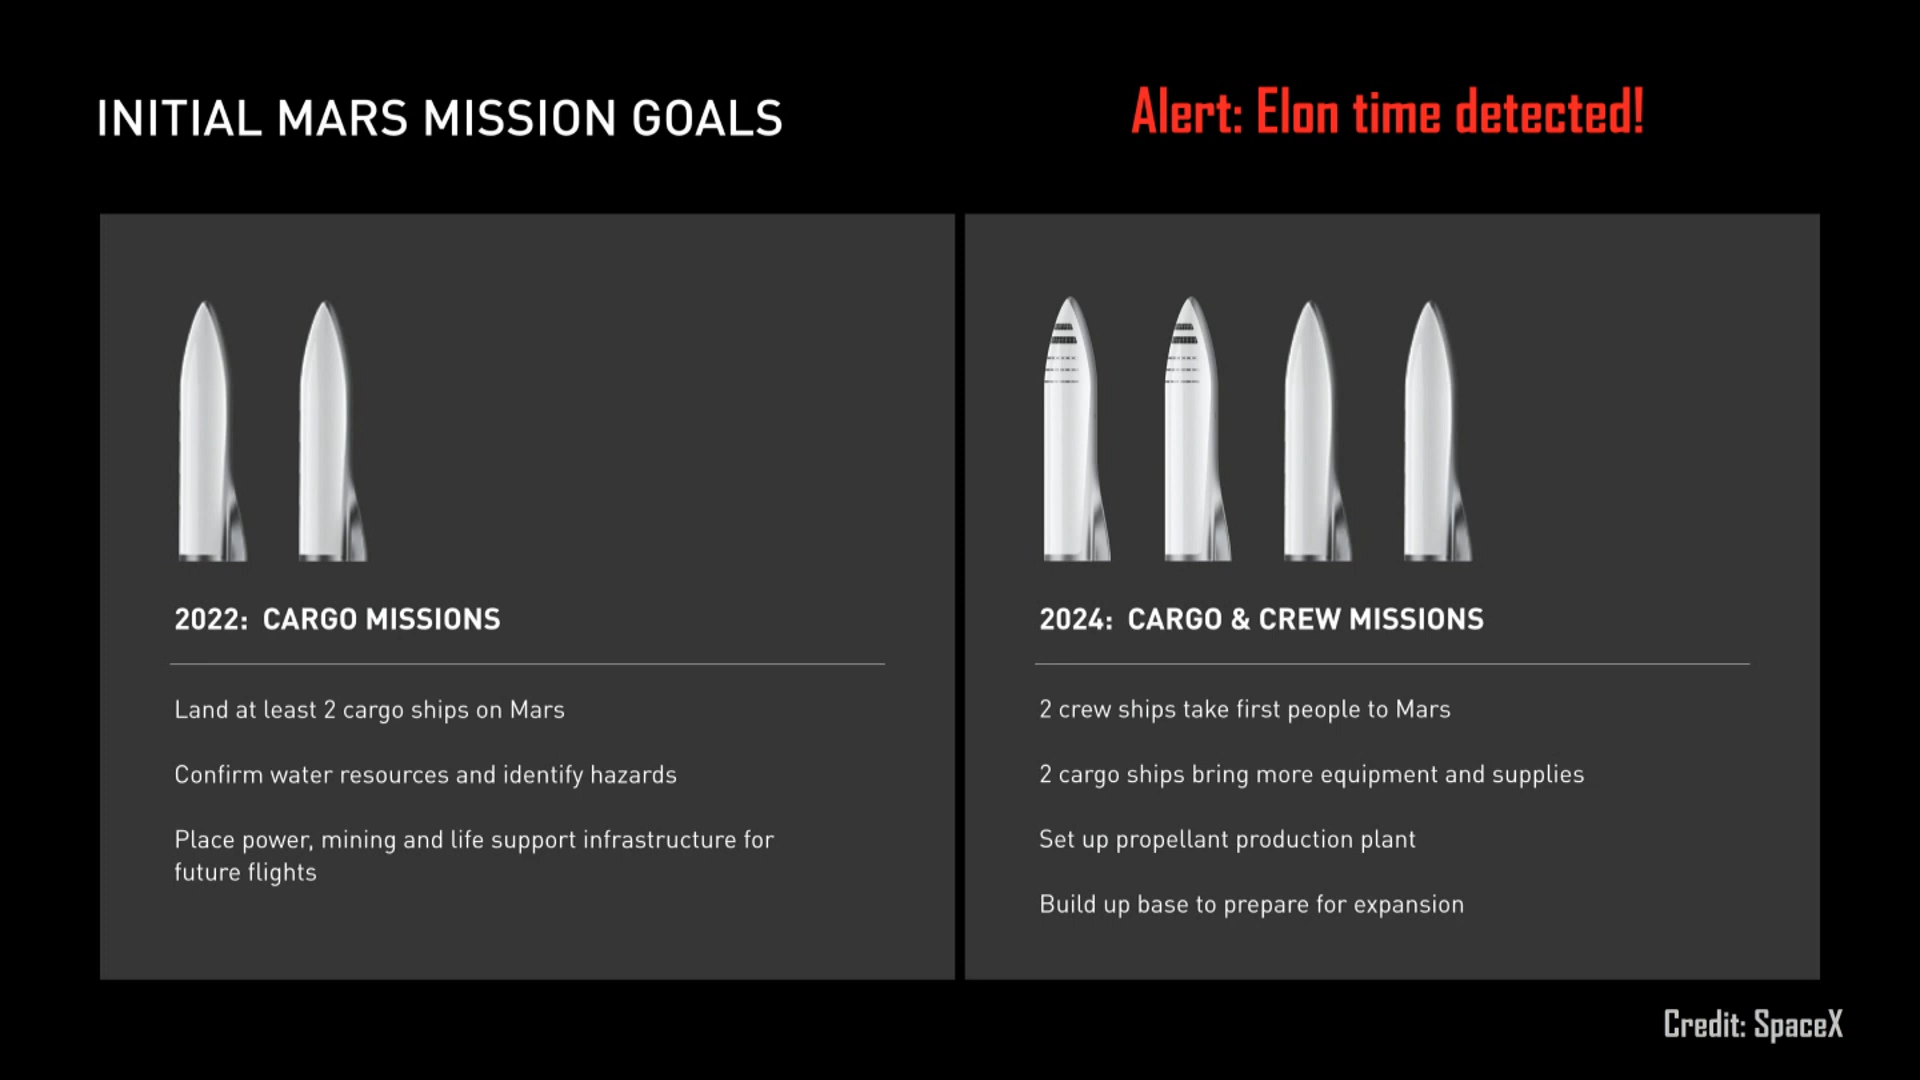 INITIAL MARS MISSION GOALS
Alert: Elon time detected!
2022: CARGO MISSIONS
Land at least 2 cargo ships on Mars
Confirm water resources and identify hazards
Place power, mining and life support infrastructure for
future flights
2024: CARGO & CREW MISSIONS
2 crew ships take first people to Mars
2 cargo ships bring more equipment and supplies
Set up propellant production plant
Build up base to prepare for expansion
Credit: SpaceX